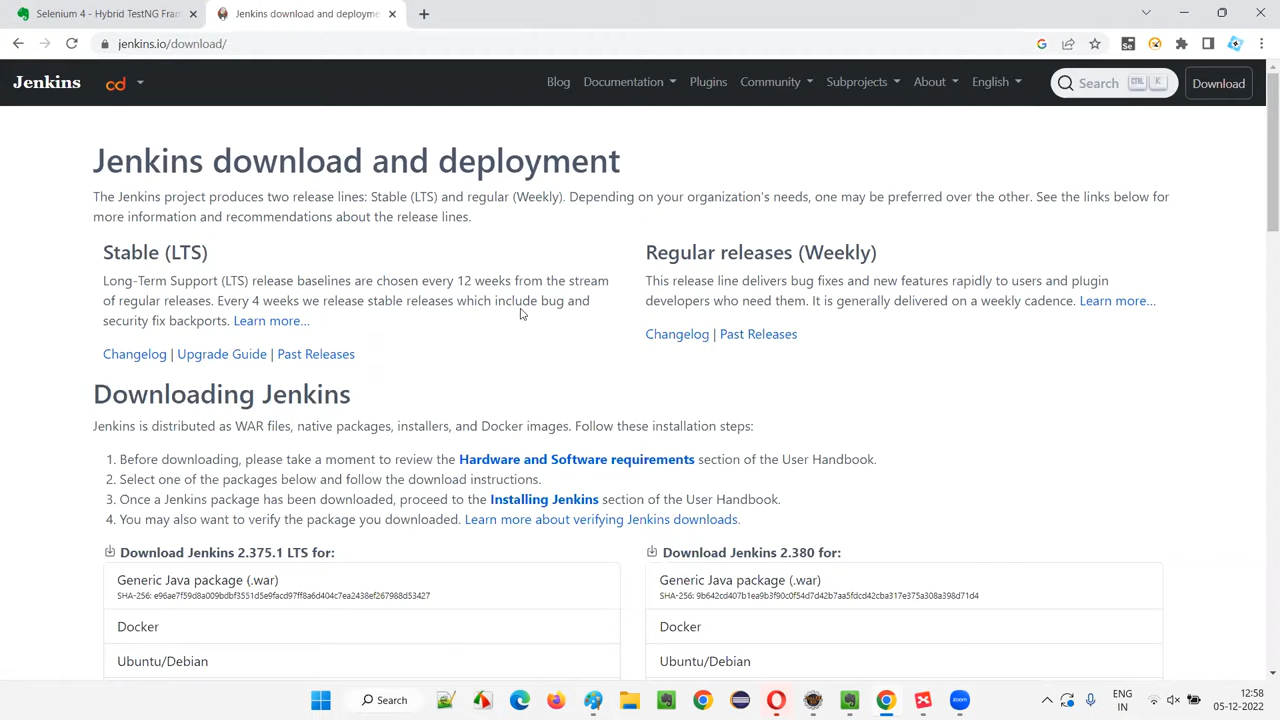 Selenium 4 - Hybrid TestNG Fran
Jenkins download and deployme
jenkins.io/download/
Jenkins
cd
Blog
Documentation
Plugins
Community
Subprojects
About
English
Search
CTRL
K
Download
Jenkins download and deployment
The Jenkins project produces two release lines: Stable (LTS) and regular (Weekly). Depending on your organization's needs, one may be preferred over the other. See the links below for
more information and recommendations about the release lines.
Stable (LTS)
Long-Term Support (LTS) release baselines are chosen every 12 weeks from the stream
of regular releases. Every 4 weeks we release stable releases which include bug and
security fix backports. Learn more...
Changelog | Upgrade Guide | Past Releases
Regular releases (Weekly)
This release line delivers bug fixes and new features rapidly to users and plugin
developers who need them. It is generally delivered on a weekly cadence. Learn more...
Changelog | Past Releases
Downloading Jenkins
Jenkins is distributed as WAR files, native packages, installers, and Docker images. Follow these installation steps:
1. Before downloading, please take a moment to review the Hardware and Software requirements section of the User Handbook.
2. Select one of the packages below and follow the download instructions.
3. Once a Jenkins package has been downloaded, proceed to the Installing Jenkins section of the User Handbook.
4. You may also want to verify the package you downloaded. Learn more about verifying Jenkins downloads.
Download Jenkins 2.375.1 LTS for:
Generic Java package (.war)
SHA-256: e96ae7f59d8a009bdbf3551d5e9facd97ff8a6d404c7ea2438ef267988d53427
Docker
Ubuntu/Debian
Download Jenkins 2.380 for:
Generic Java package (.war)
SHA-256: 9b642cd407b1ea9b3f90c0f54d7d42b7aa5fdcd42cba317e375a308a398d71d4
Docker
Ubuntu/Debian
Search
ENG
IN
12:58
05-12-2022